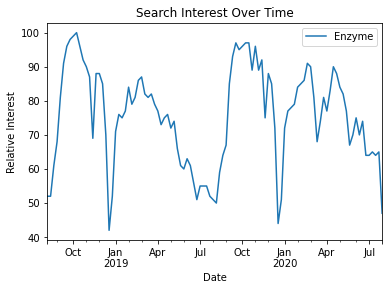 Search Interest Over Time
Enzyme
Relative Interest
100
90
80
70
60
50
40
Oct Jan Apr Jul Oct Jan Apr Jul
2019 2020
Date